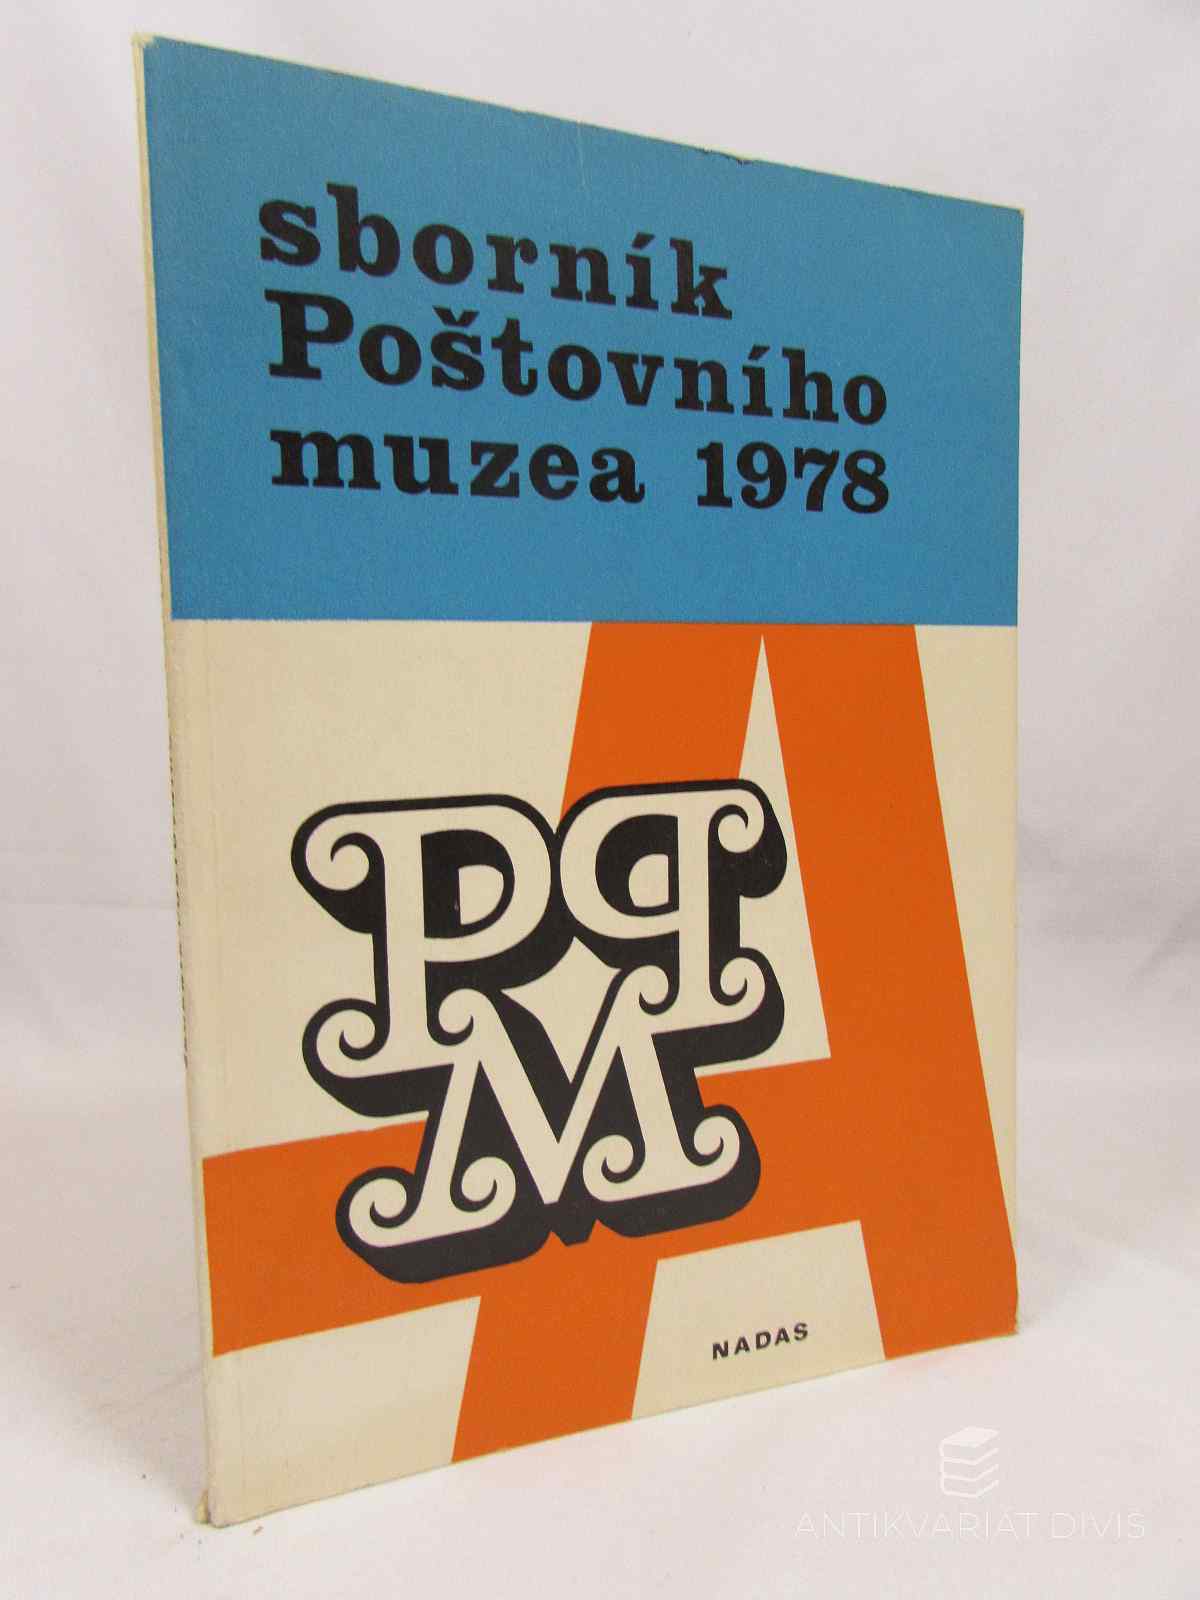 sborník
Poštovního
muzea 1978
PPM
NADAS
ANTIKVARIÁT DIVIŠ